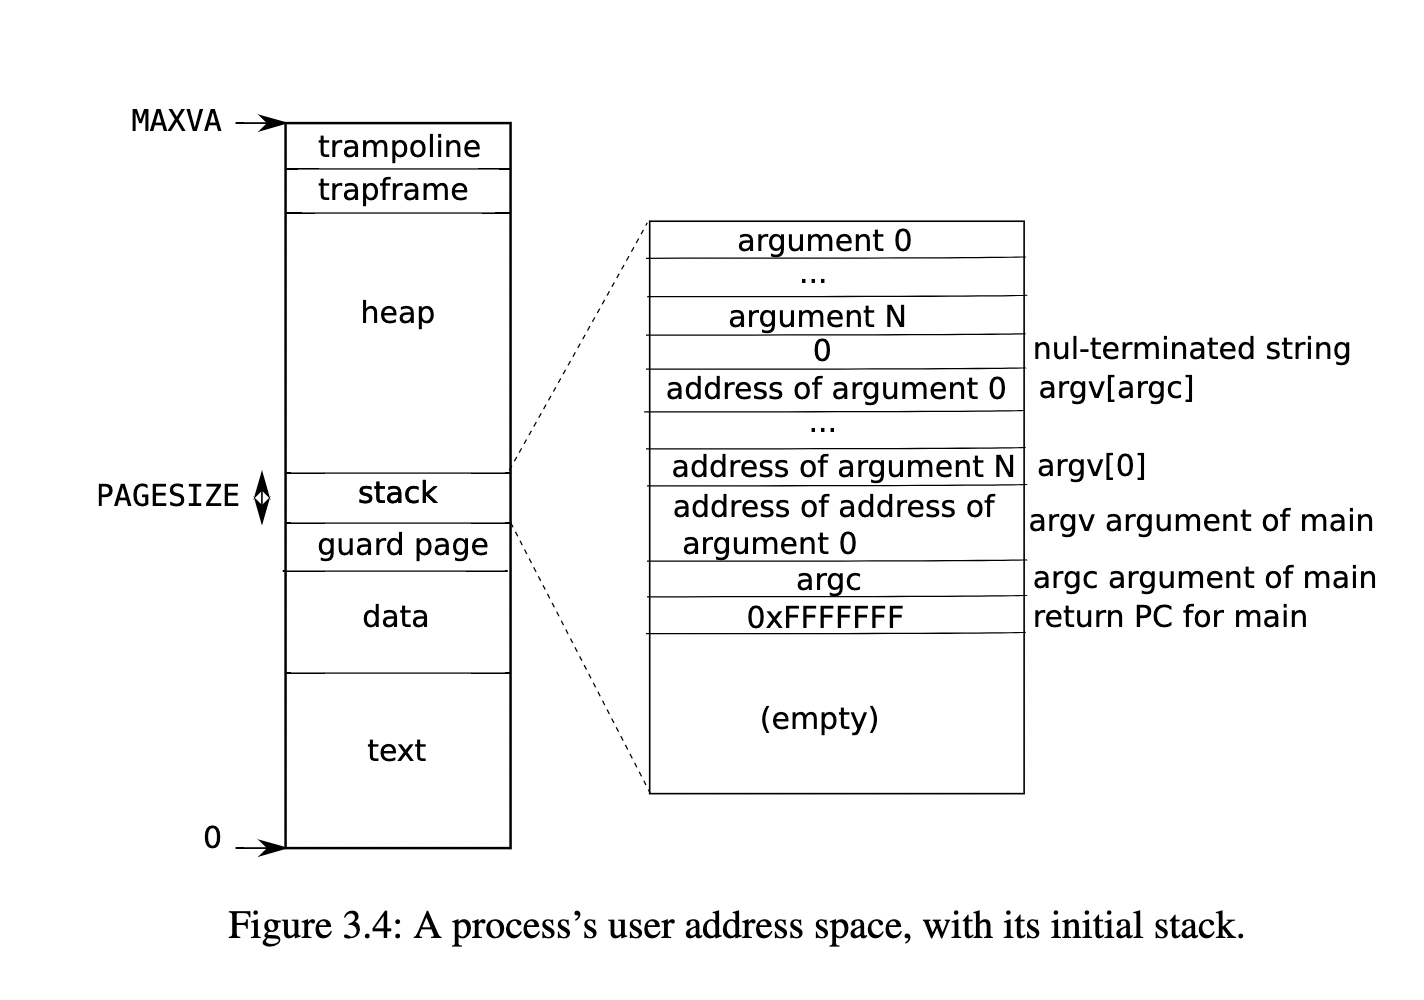 MAXVA
trampoline
trapframe
heap
PAGESIZE
stack
guard page
data
text
0
argument 0
...
argument N
0 nul-terminated string
address of argument 0 argv[argc]
...
address of argument N argv[0]
address of address of
argument 0
argv argument of main
argc argc argument of main
0xFFFFFFF return PC for main
(empty)
Figure 3.4: A process’s user address space, with its initial stack.